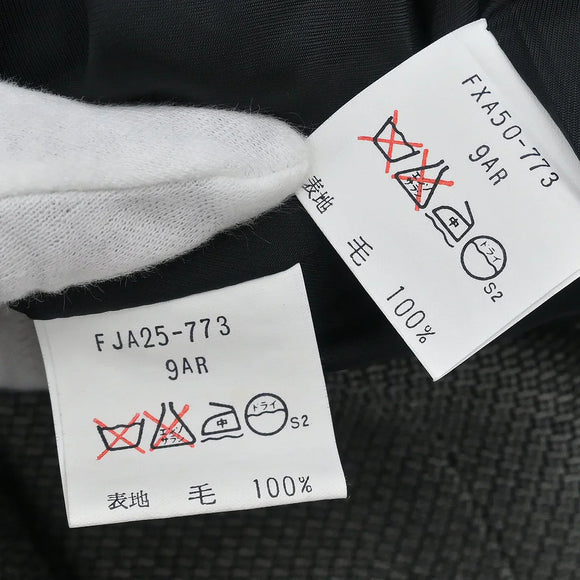 FJA25-773
9AR
エンソ
サラシ
中
ドライ
S2
表地 毛 100%
FXA50-773
9AR
エンソ
サラシ
中
ドライ
S2
表地 毛 100%